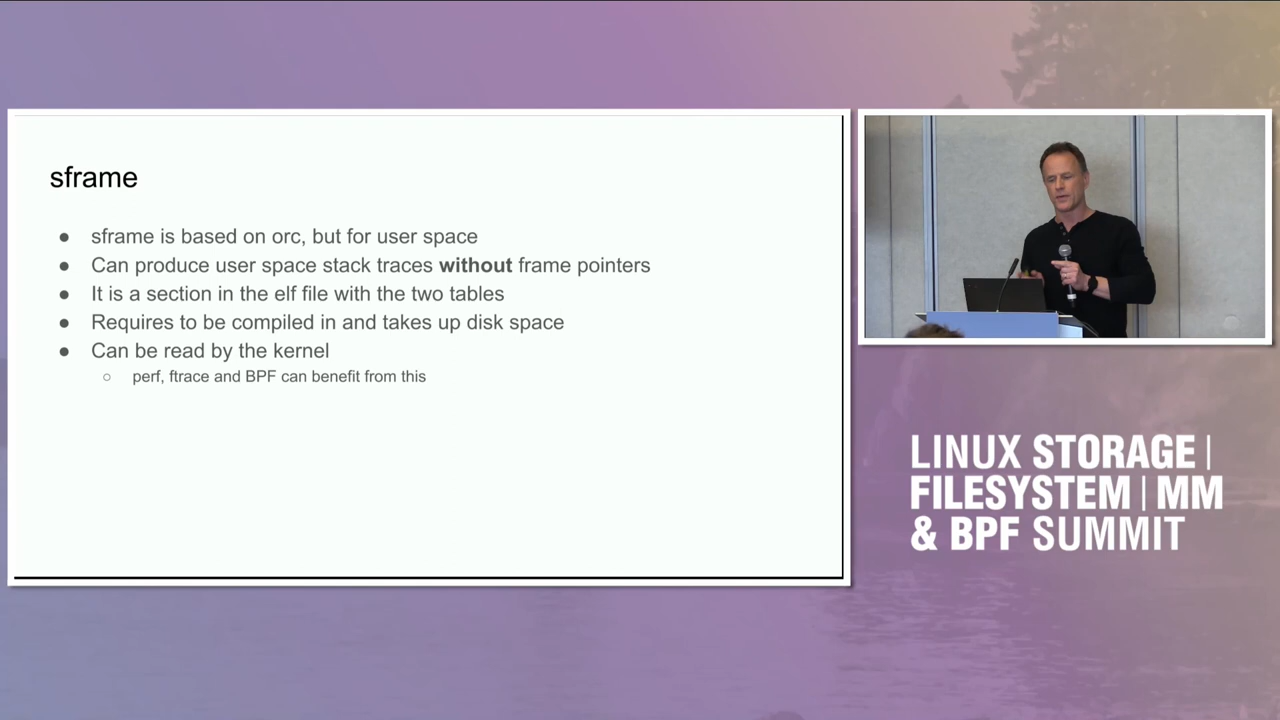 sframe
● sframe is based on orc, but for user space
● Can produce user space stack traces without frame pointers
● It is a section in the elf file with the two tables
● Requires to be compiled in and takes up disk space
● Can be read by the kernel
○ perf, ftrace and BPF can benefit from this
LINUX STORAGE |
FILESYSTEM | MM
& BPF SUMMIT